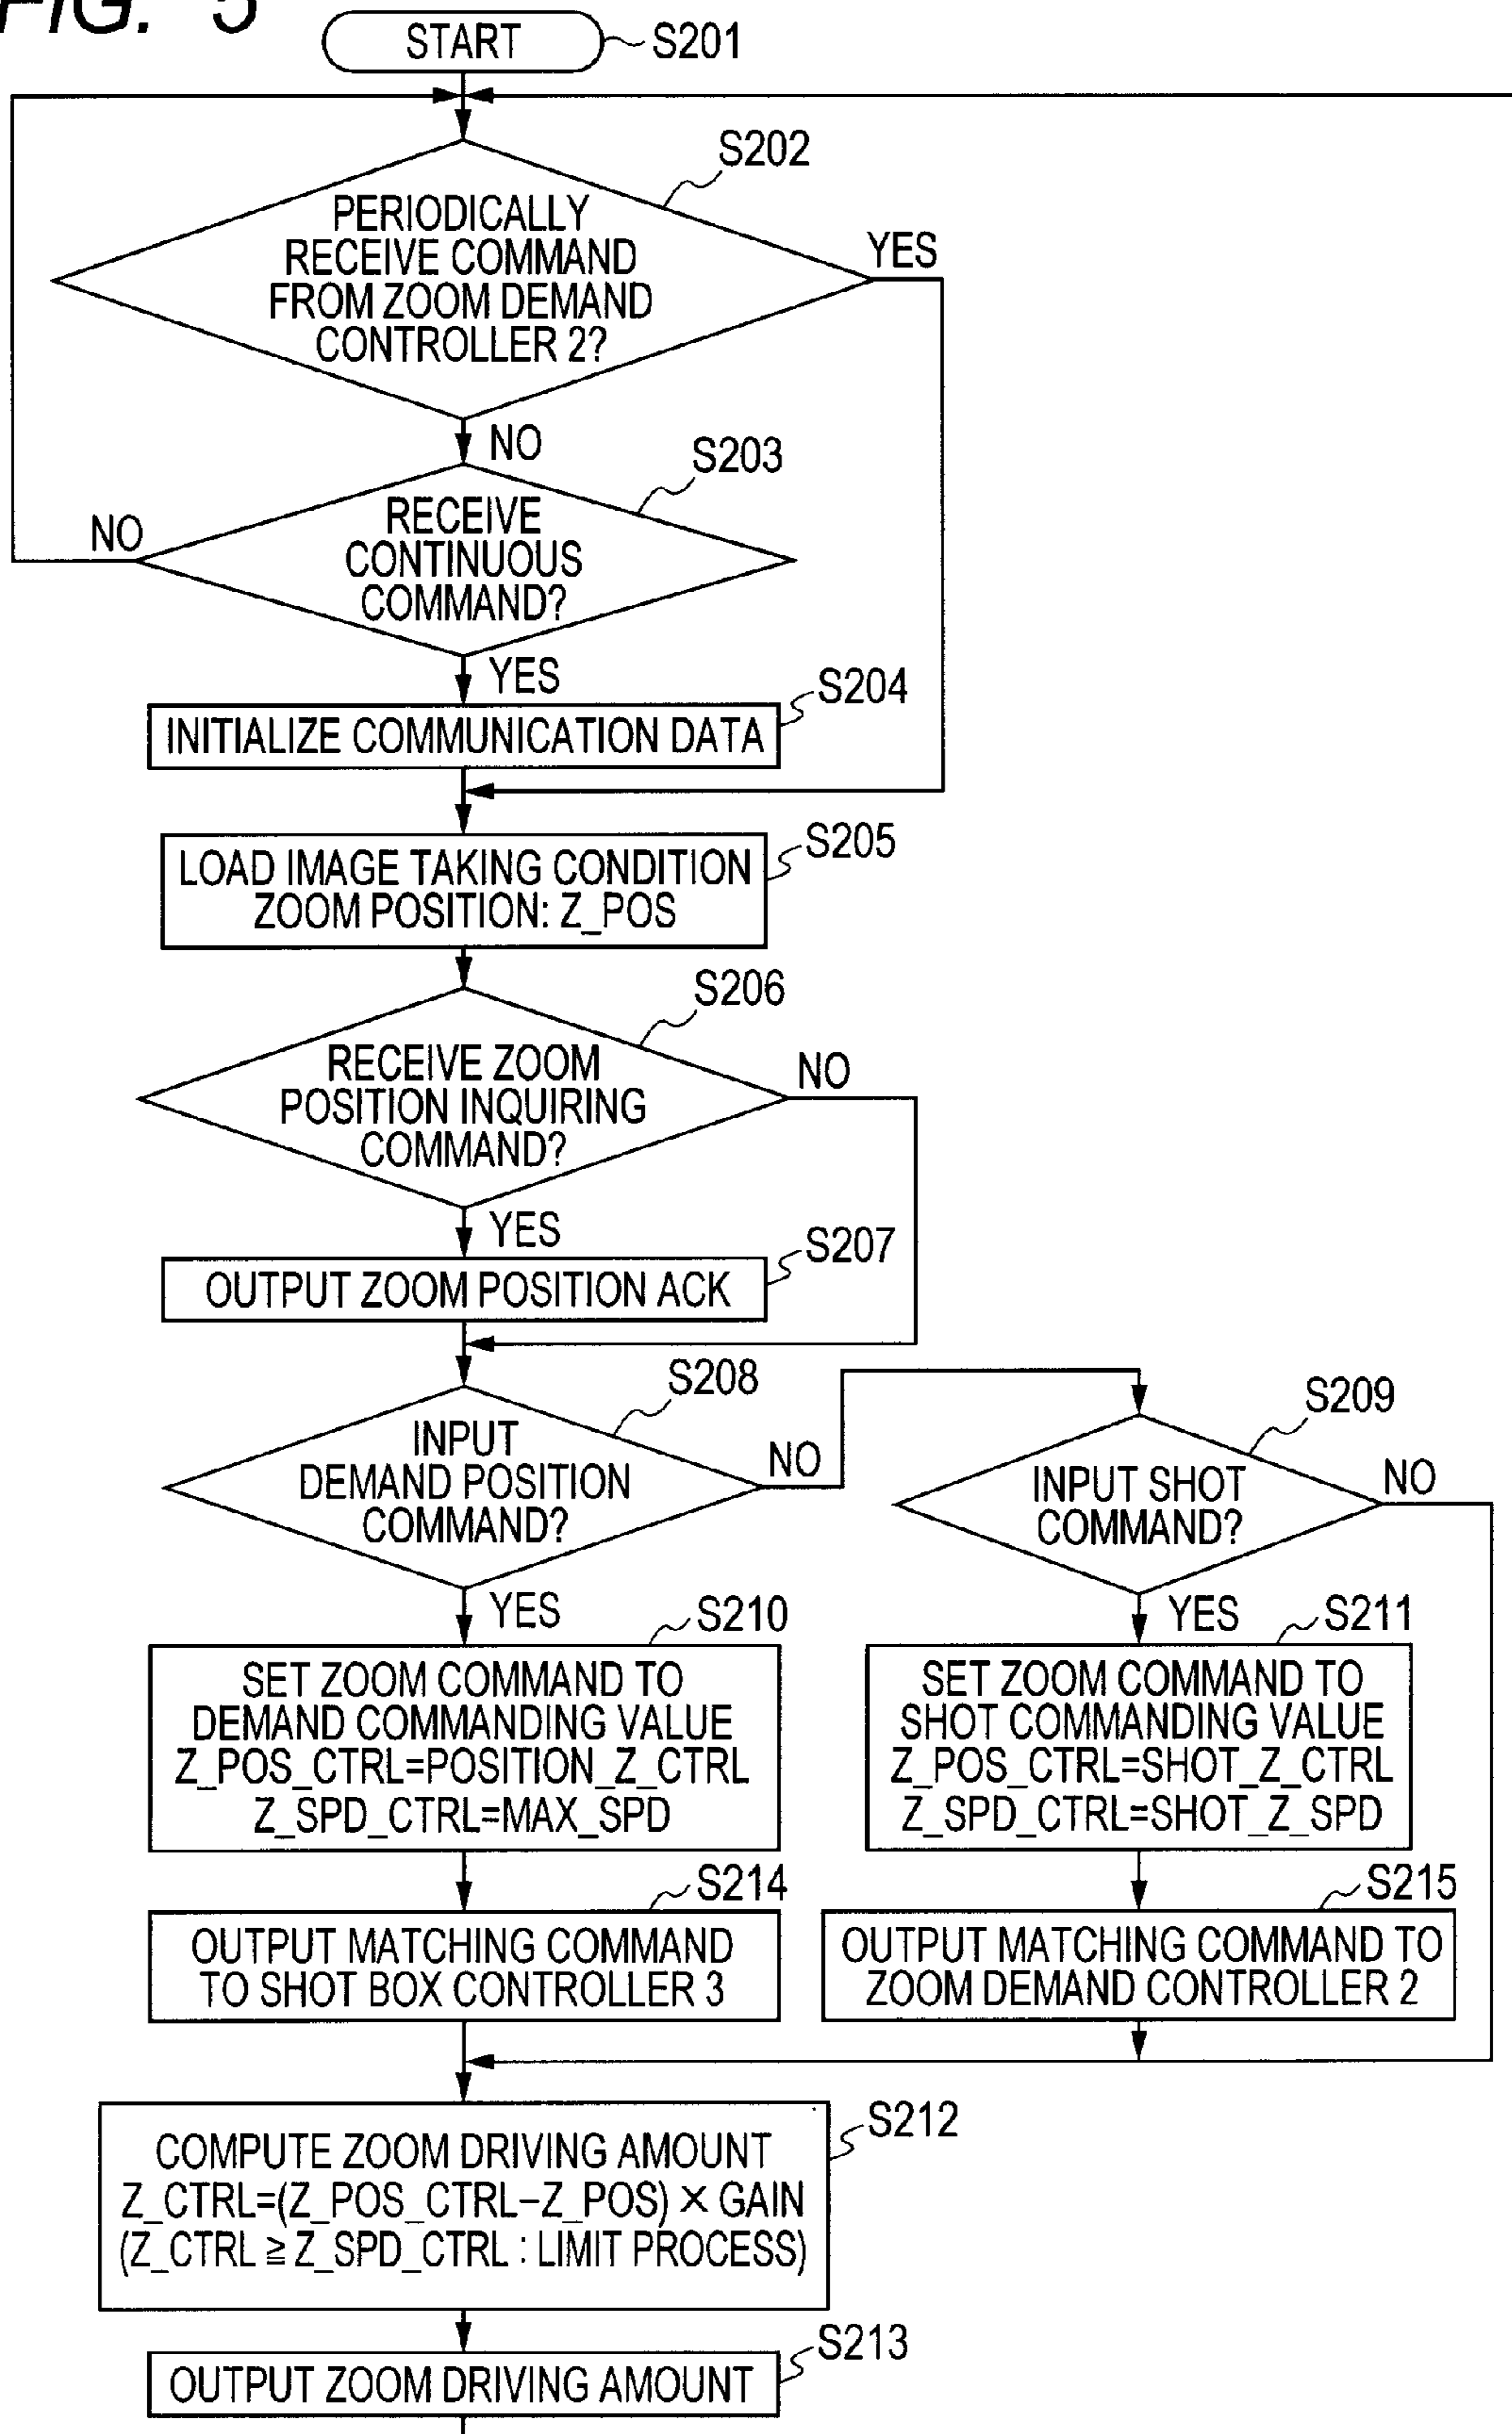 FIG. 5
START
S201
S202
PERIODICALLY
RECEIVE COMMAND
FROM ZOOM DEMAND
CONTROLLER 2?
YES
NO
S203
RECEIVE
CONTINUOUS
COMMAND?
NO
YES
S204
INITIALIZE COMMUNICATION DATA
S205
LOAD IMAGE TAKING CONDITION
ZOOM POSITION: Z_POS
S206
RECEIVE ZOOM
POSITION INQUIRING
COMMAND?
NO
YES
S207
OUTPUT ZOOM POSITION ACK
S208
INPUT
DEMAND POSITION
COMMAND?
NO
S209
INPUT SHOT
COMMAND?
NO
YES
S210
SET ZOOM COMMAND TO
DEMAND COMMANDING VALUE
Z_POS_CTRL=POSITION_Z_CTRL
Z_SPD_CTRL=MAX_SPD
YES
S211
SET ZOOM COMMAND TO
SHOT COMMANDING VALUE
Z_POS_CTRL=SHOT_Z_CTRL
Z_SPD_CTRL=SHOT_Z_SPD
S214
OUTPUT MATCHING COMMAND
TO SHOT BOX CONTROLLER 3
S215
OUTPUT MATCHING COMMAND TO
ZOOM DEMAND CONTROLLER 2
S212
COMPUTE ZOOM DRIVING AMOUNT
Z_CTRL=(Z_POS_CTRL−Z_POS) × GAIN
(Z_CTRL ≧ Z_SPD_CTRL : LIMIT PROCESS)
S213
OUTPUT ZOOM DRIVING AMOUNT